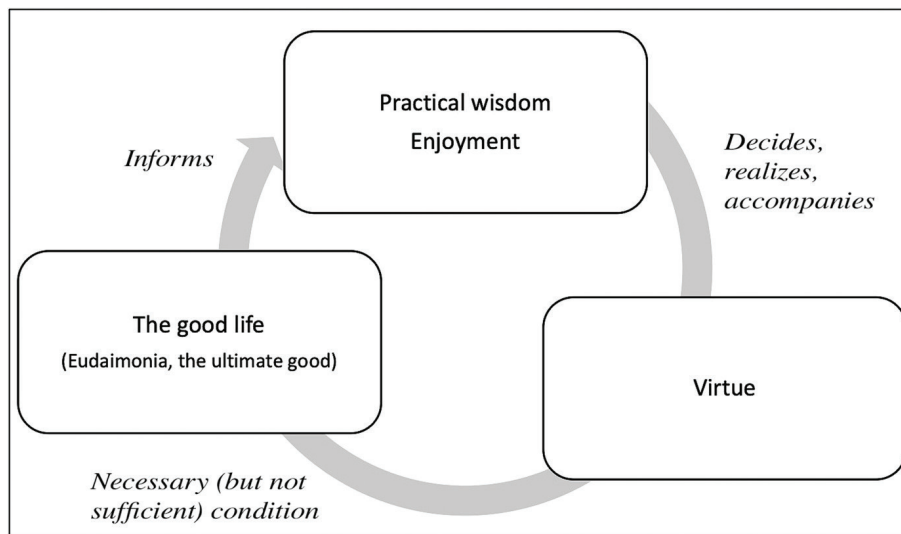 Practical wisdom
Enjoyment
Informs
Decides,
realizes,
accompanies
The good life
(Eudaimonia, the ultimate good)
Virtue
Necessary (but not
sufficient) condition